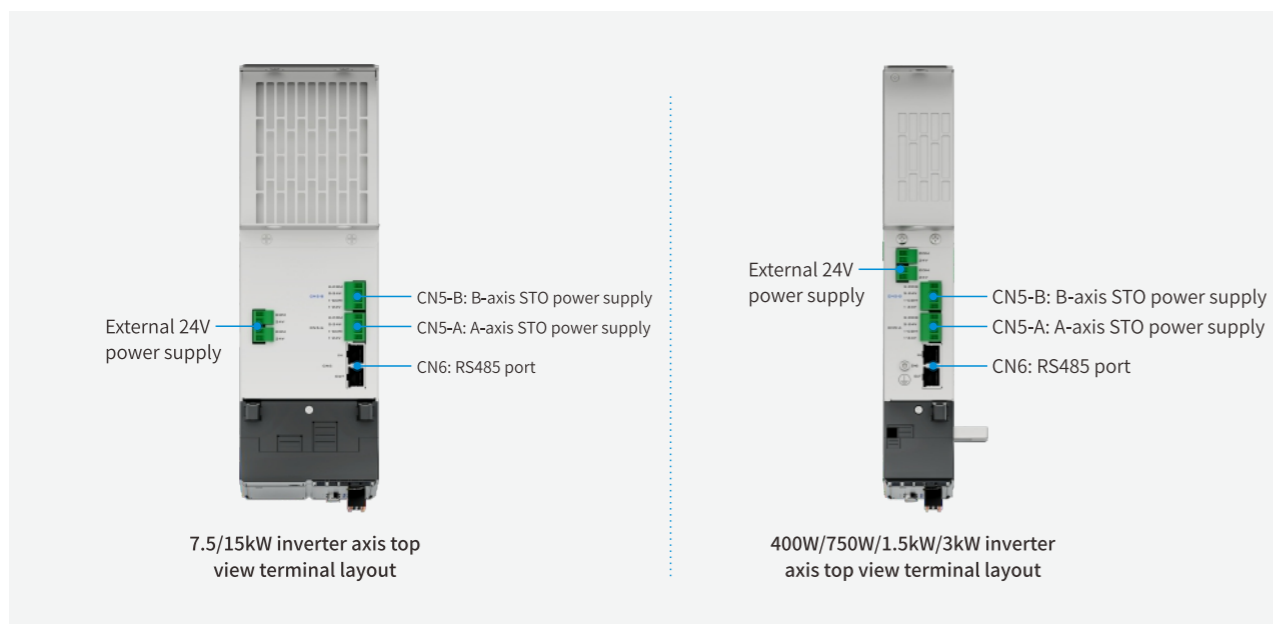 External 24V
power supply
CN5-B: B-axis STO power supply
CN5-A: A-axis STO power supply
CN6: RS485 port
7.5/15kW inverter axis top
view terminal layout
External 24V
power supply
CN5-B: B-axis STO power supply
CN5-A: A-axis STO power supply
CN6: RS485 port
400W/750W/1.5kW/3kW inverter
axis top view terminal layout